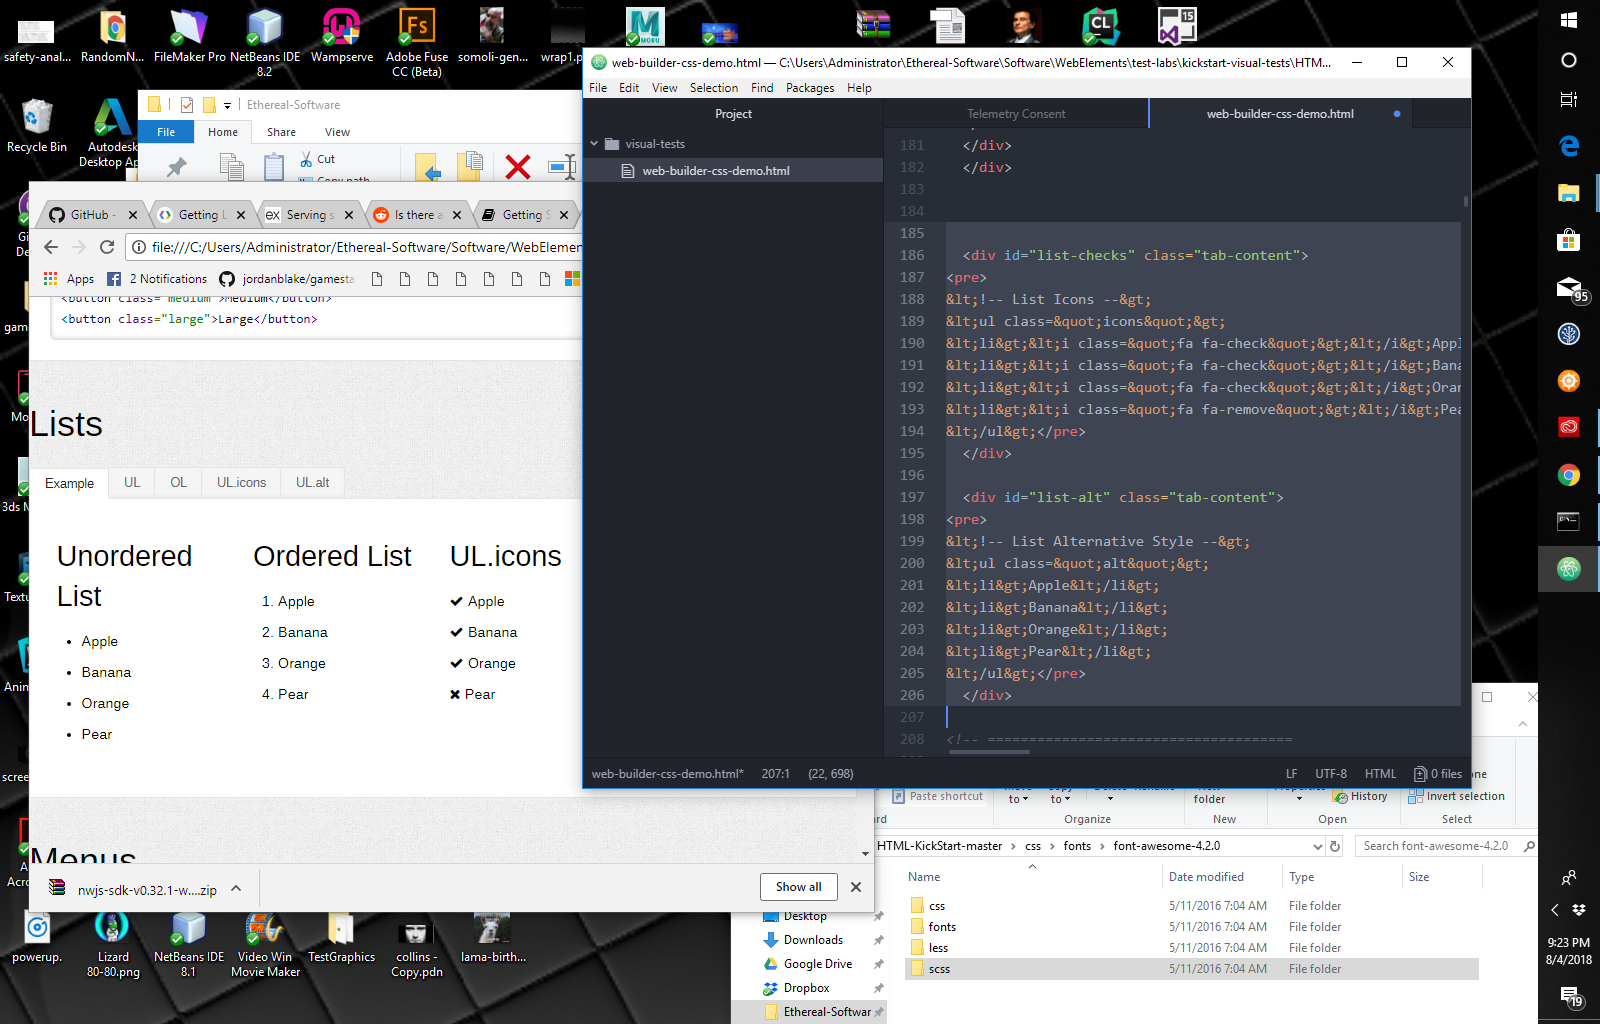 safety-anal...
RandomN...
FileMaker Pro
NetBeans IDE 8.2
Wampserve
Adobe Fuse CC (Beta)
somoli-gen...
wrap1.p
Recycle Bin
Autodesk
Desktop Ap
Ethereal-Software
File
Home
Share
View
Cut
Copy path
GitHub -
Getting
Serving s
Is there a
Getting S
file:///C:/Users/Administrator/Ethereal-Software/Software/WebElemen
Apps
2 Notifications
jordanblake/gamesta
<button class="medium">Medium</button>
<button class="large">Large</button>
Lists
Example
UL
OL
UL.icons
UL.alt
Unordered List
• Apple
• Banana
• Orange
• Pear
Ordered List
1. Apple
2. Banana
3. Orange
4. Pear
UL.icons
✔ Apple
✔ Banana
✔ Orange
✖ Pear
Menus
nwjs-sdk-v0.32.1-w....zip
Show all
web-builder-css-demo.html — C:\Users\Administrator\Ethereal-Software\Software\WebElements\test-labs\kickstart-visual-tests\HTM...
File Edit View Selection Find Packages Help
Project
Telemetry Consent
web-builder-css-demo.html
visual-tests
web-builder-css-demo.html
181 </div>
182 </div>
183
184
185
186 <div id="list-checks" class="tab-content">
187 <pre>
188 &lt;!-- List Icons --&gt;
189 &lt;ul class=&quot;icons&quot;&gt;
190 &lt;li&gt;&lt;i class=&quot;fa fa-check&quot;&gt;&lt;/i&gt;Appl
191 &lt;li&gt;&lt;i class=&quot;fa fa-check&quot;&gt;&lt;/i&gt;Bana
192 &lt;li&gt;&lt;i class=&quot;fa fa-check&quot;&gt;&lt;/i&gt;Oran
193 &lt;li&gt;&lt;i class=&quot;fa fa-remove&quot;&gt;&lt;/i&gt;Pea
194 &lt;/ul&gt;</pre>
195 </div>
196
197 <div id="list-alt" class="tab-content">
198 <pre>
199 &lt;!-- List Alternative Style --&gt;
200 &lt;ul class=&quot;alt&quot;&gt;
201 &lt;li&gt;Apple&lt;/li&gt;
202 &lt;li&gt;Banana&lt;/li&gt;
203 &lt;li&gt;Orange&lt;/li&gt;
204 &lt;li&gt;Pear&lt;/li&gt;
205 &lt;/ul&gt;</pre>
206 </div>
207
208 <!-- =====================================
web-builder-css-demo.html* 207:1 (22, 698)
LF UTF-8 HTML 0 files
Paste shortcut
to
to
folder
History
Invert selection
Organize
New
Open
Select
HTML-KickStart-master > css > fonts > font-awesome-4.2.0
Search font-awesome-4.2.0
Name Date modified Type Size
css 5/11/2016 7:04 AM File folder
fonts 5/11/2016 7:04 AM File folder
less 5/11/2016 7:04 AM File folder
scss 5/11/2016 7:04 AM File folder
Desktop
Downloads
Google Drive
Dropbox
Ethereal-Softwar
powerup.
Lizard 80-80.png
NetBeans IDE 8.1
Video Win Movie Maker
TestGraphics
collins - Copy.pdn
lama-birth...
95
9:23 PM
8/4/2018
19